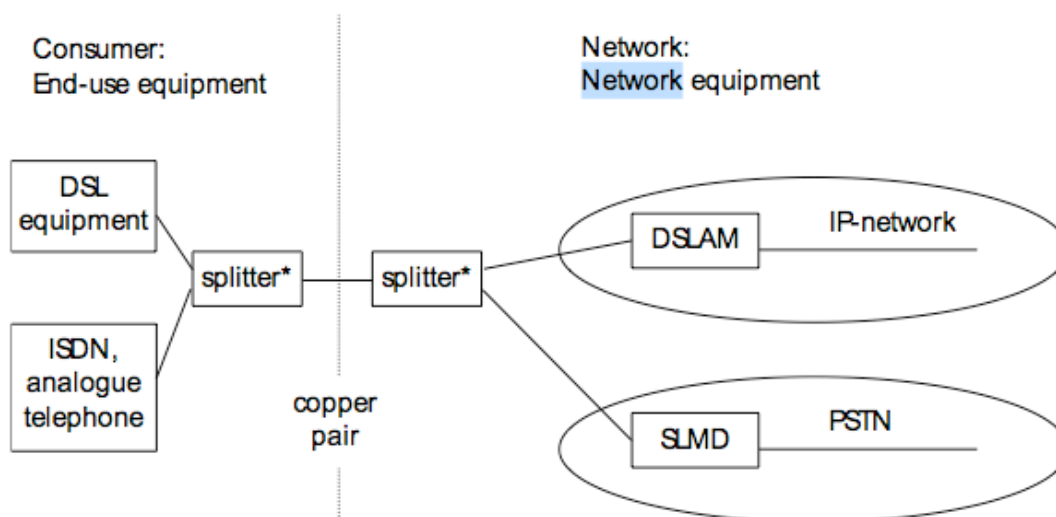 Consumer:
End-use equipment
Network:
Network equipment
DSL
equipment
splitter*
splitter*
DSLAM
IP-network
ISDN,
analogue
telephone
copper
pair
SLMD
PSTN